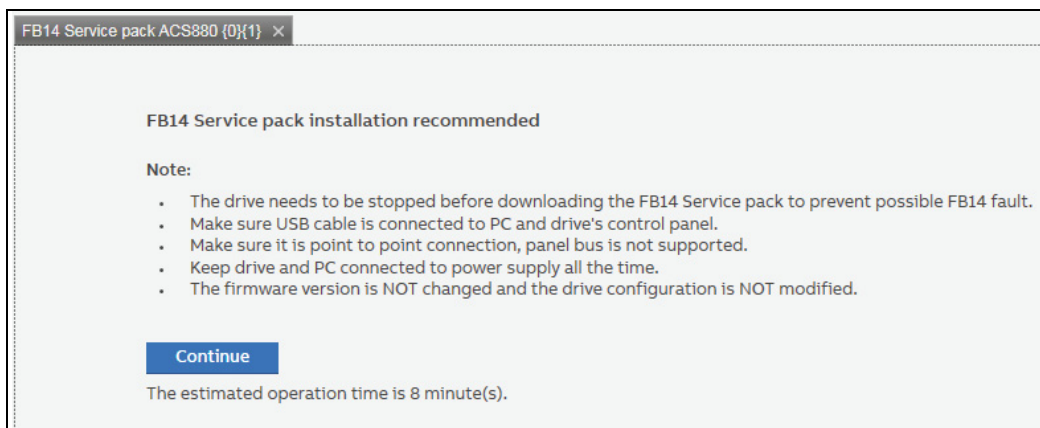 FB14 Service pack ACS880 {0}{1} ×
FB14 Service pack installation recommended
Note:
• The drive needs to be stopped before downloading the FB14 Service pack to prevent possible FB14 fault.
• Make sure USB cable is connected to PC and drive's control panel.
• Make sure it is point to point connection, panel bus is not supported.
• Keep drive and PC connected to power supply all the time.
• The firmware version is NOT changed and the drive configuration is NOT modified.
Continue
The estimated operation time is 8 minute(s).